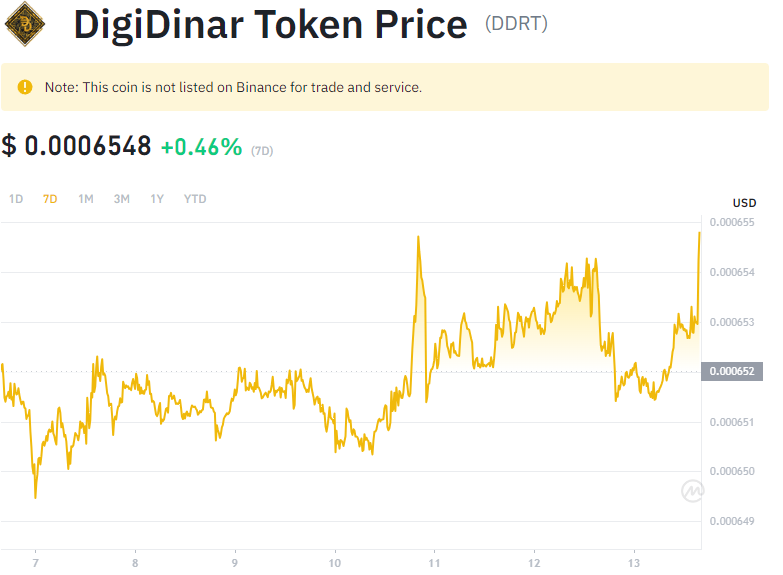 DigiDinar Token Price (DDRT)
Note: This coin is not listed on Binance for trade and service.
$ 0.0006548 +0.46% (7D)
1D 7D 1M 3M 1Y YTD
USD
0.000655
0.000654
0.000653
0.000652
0.000651
0.000650
0.000649
7 8 9 10 11 12 13